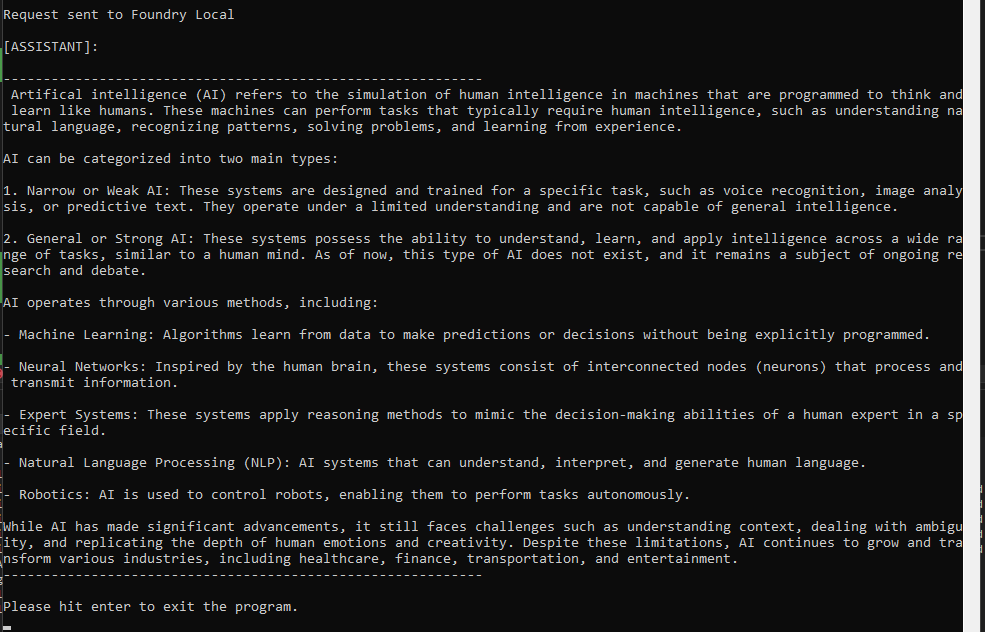 Request sent to Foundry Local
[ASSISTANT]:
------------------------------------------------------------
Artifical intelligence (AI) refers to the simulation of human intelligence in machines that are programmed to think and
learn like humans. These machines can perform tasks that typically require human intelligence, such as understanding na
tural language, recognizing patterns, solving problems, and learning from experience.
AI can be categorized into two main types:
1. Narrow or Weak AI: These systems are designed and trained for a specific task, such as voice recognition, image analy
sis, or predictive text. They operate under a limited understanding and are not capable of general intelligence.
2. General or Strong AI: These systems possess the ability to understand, learn, and apply intelligence across a wide ra
nge of tasks, similar to a human mind. As of now, this type of AI does not exist, and it remains a subject of ongoing re
search and debate.
AI operates through various methods, including:
- Machine Learning: Algorithms learn from data to make predictions or decisions without being explicitly programmed.
- Neural Networks: Inspired by the human brain, these systems consist of interconnected nodes (neurons) that process and
transmit information.
- Expert Systems: These systems apply reasoning methods to mimic the decision-making abilities of a human expert in a sp
ecific field.
- Natural Language Processing (NLP): AI systems that can understand, interpret, and generate human language.
- Robotics: AI is used to control robots, enabling them to perform tasks autonomously.
While AI has made significant advancements, it still faces challenges such as understanding context, dealing with ambigu
ity, and replicating the depth of human emotions and creativity. Despite these limitations, AI continues to grow and tra
nsform various industries, including healthcare, finance, transportation, and entertainment.
------------------------------------------------------------
Please hit enter to exit the program.